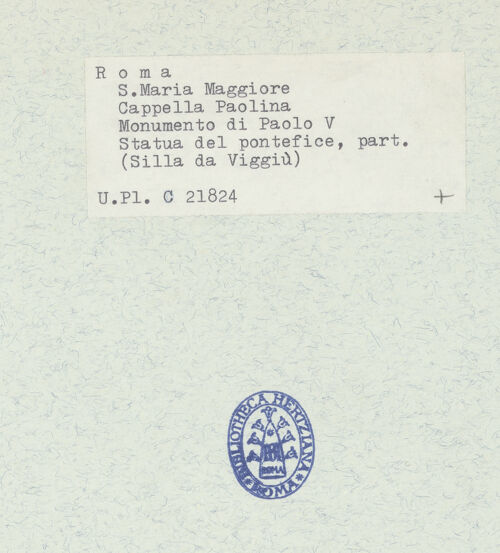 R o m a
S.Maria Maggiore
Cappella Paolina
Monumento di Paolo V
Statua del pontefice, part.
(Silla da Viggiù)
U.Pl. C 21824
BIBLIOTHECA HERTZIANA
ROMA
ROMA